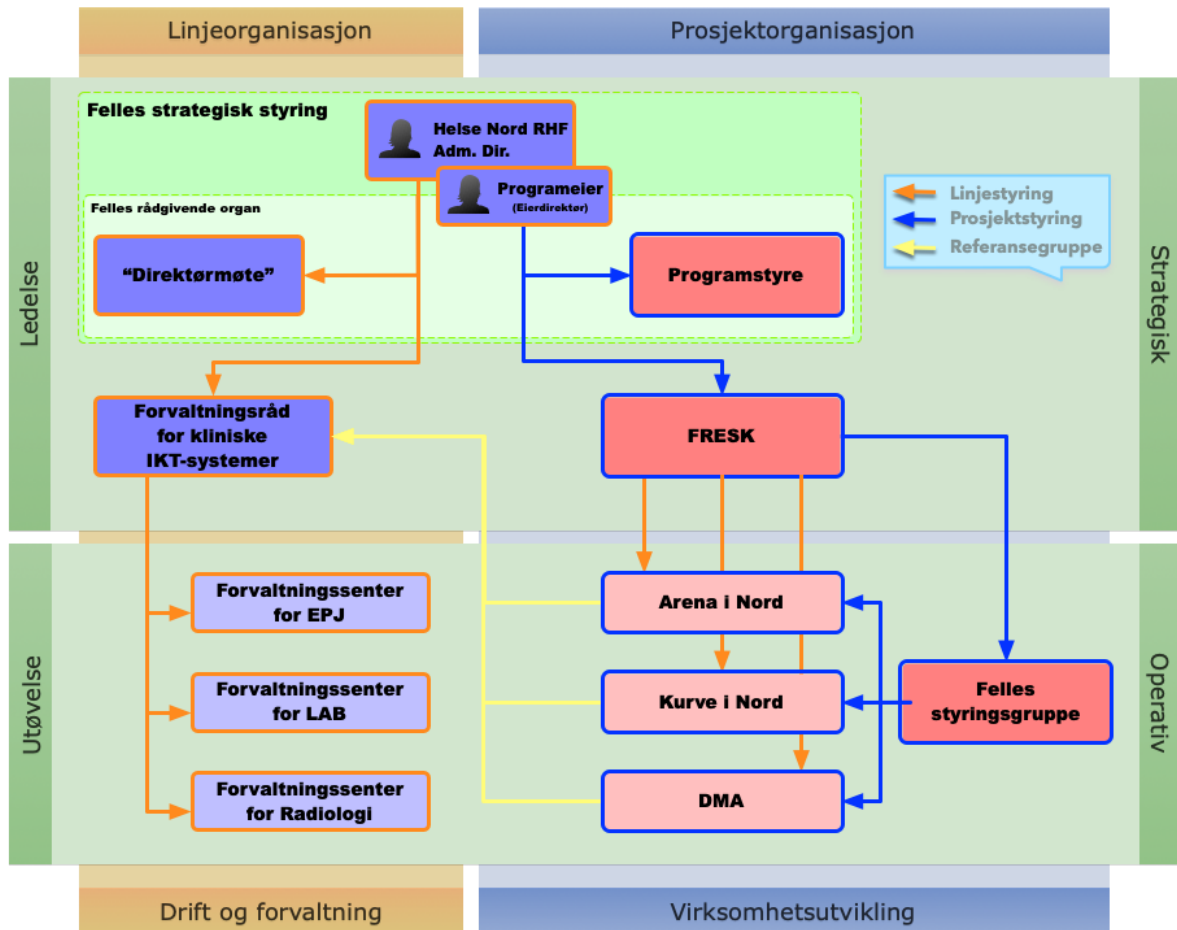 Linjeorganisasjon
Prosjektorganisasjon
Felles strategisk styring
Helse Nord RHF
Adm. Dir.
Programeier
(Eierdirektør)
Felles rådgivende organ
“Direktørmøte”
Programstyre
Linjestyring
Prosjektstyring
Referansegruppe
Ledelse
Strategisk
Forvaltningsråd
for kliniske
IKT-systemer
FRESK
Forvaltningssenter
for EPJ
Arena i Nord
Forvaltningssenter
for LAB
Kurve i Nord
Felles
styringsgruppe
Forvaltningssenter
for Radiologi
DMA
Utøvelse
Operativ
Drift og forvaltning
Virksomhetsutvikling